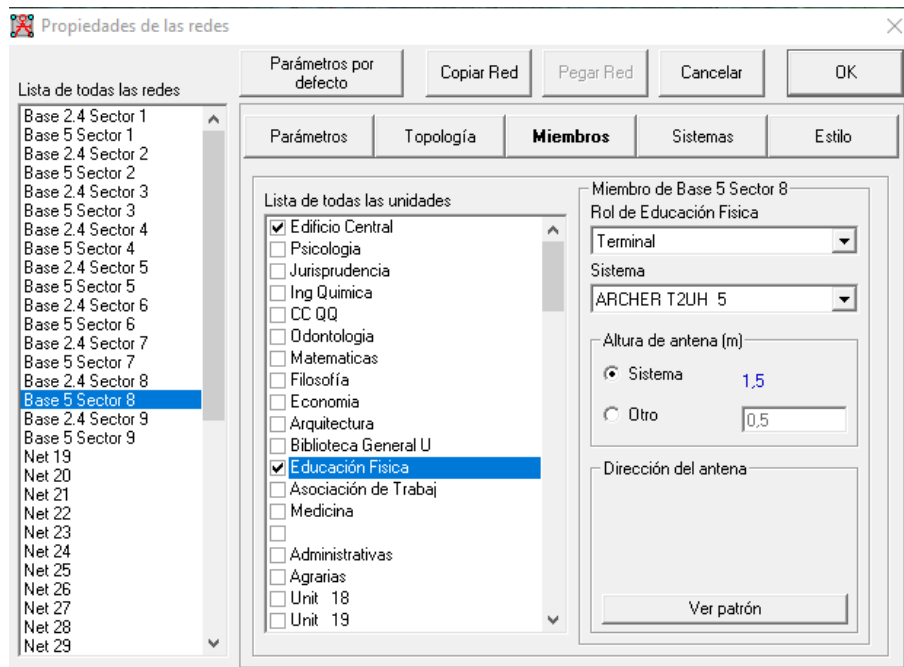 Propiedades de las redes
Lista de todas las redes
Base 2.4 Sector 1
Base 5 Sector 1
Base 2.4 Sector 2
Base 5 Sector 2
Base 2.4 Sector 3
Base 5 Sector 3
Base 2.4 Sector 4
Base 5 Sector 4
Base 2.4 Sector 5
Base 5 Sector 5
Base 2.4 Sector 6
Base 5 Sector 6
Base 2.4 Sector 7
Base 5 Sector 7
Base 2.4 Sector 8
Base 5 Sector 8
Base 2.4 Sector 9
Base 5 Sector 9
Net 19
Net 20
Net 21
Net 22
Net 23
Net 24
Net 25
Net 26
Net 27
Net 28
Net 29
Parámetros por
defecto
Copiar Red
Pegar Red
Cancelar
OK
Parámetros
Topología
Miembros
Sistemas
Estilo
Lista de todas las unidades
Edificio Central
Psicologia
Jurisprudencia
Ing Quimica
CC QQ
Odontologia
Matematicas
Filosofía
Economia
Arquitectura
Biblioteca General U
Educación Fisica
Asociación de Trabaj
Medicina
Administrativas
Agrarias
Unit 18
Unit 19
Miembro de Base 5 Sector 8
Rol de Educación Fisica
Terminal
Sistema
ARCHER T2UH 5
Altura de antena (m)
Sistema
1,5
Otro
0,5
Dirección del antena
Ver patrón